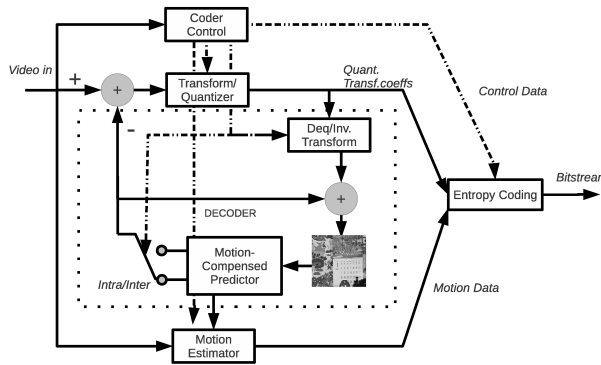 Coder
Control
Video in
+
+
Transform/
Quantizer
Quant.
Transf.coeffs
Control Data
-
Deq/Inv.
Transform
Entropy Coding
Bitstrear
+
DECODER
Motion-
Compensed
Predictor
Intra/Inter
Motion Data
Motion
Estimator